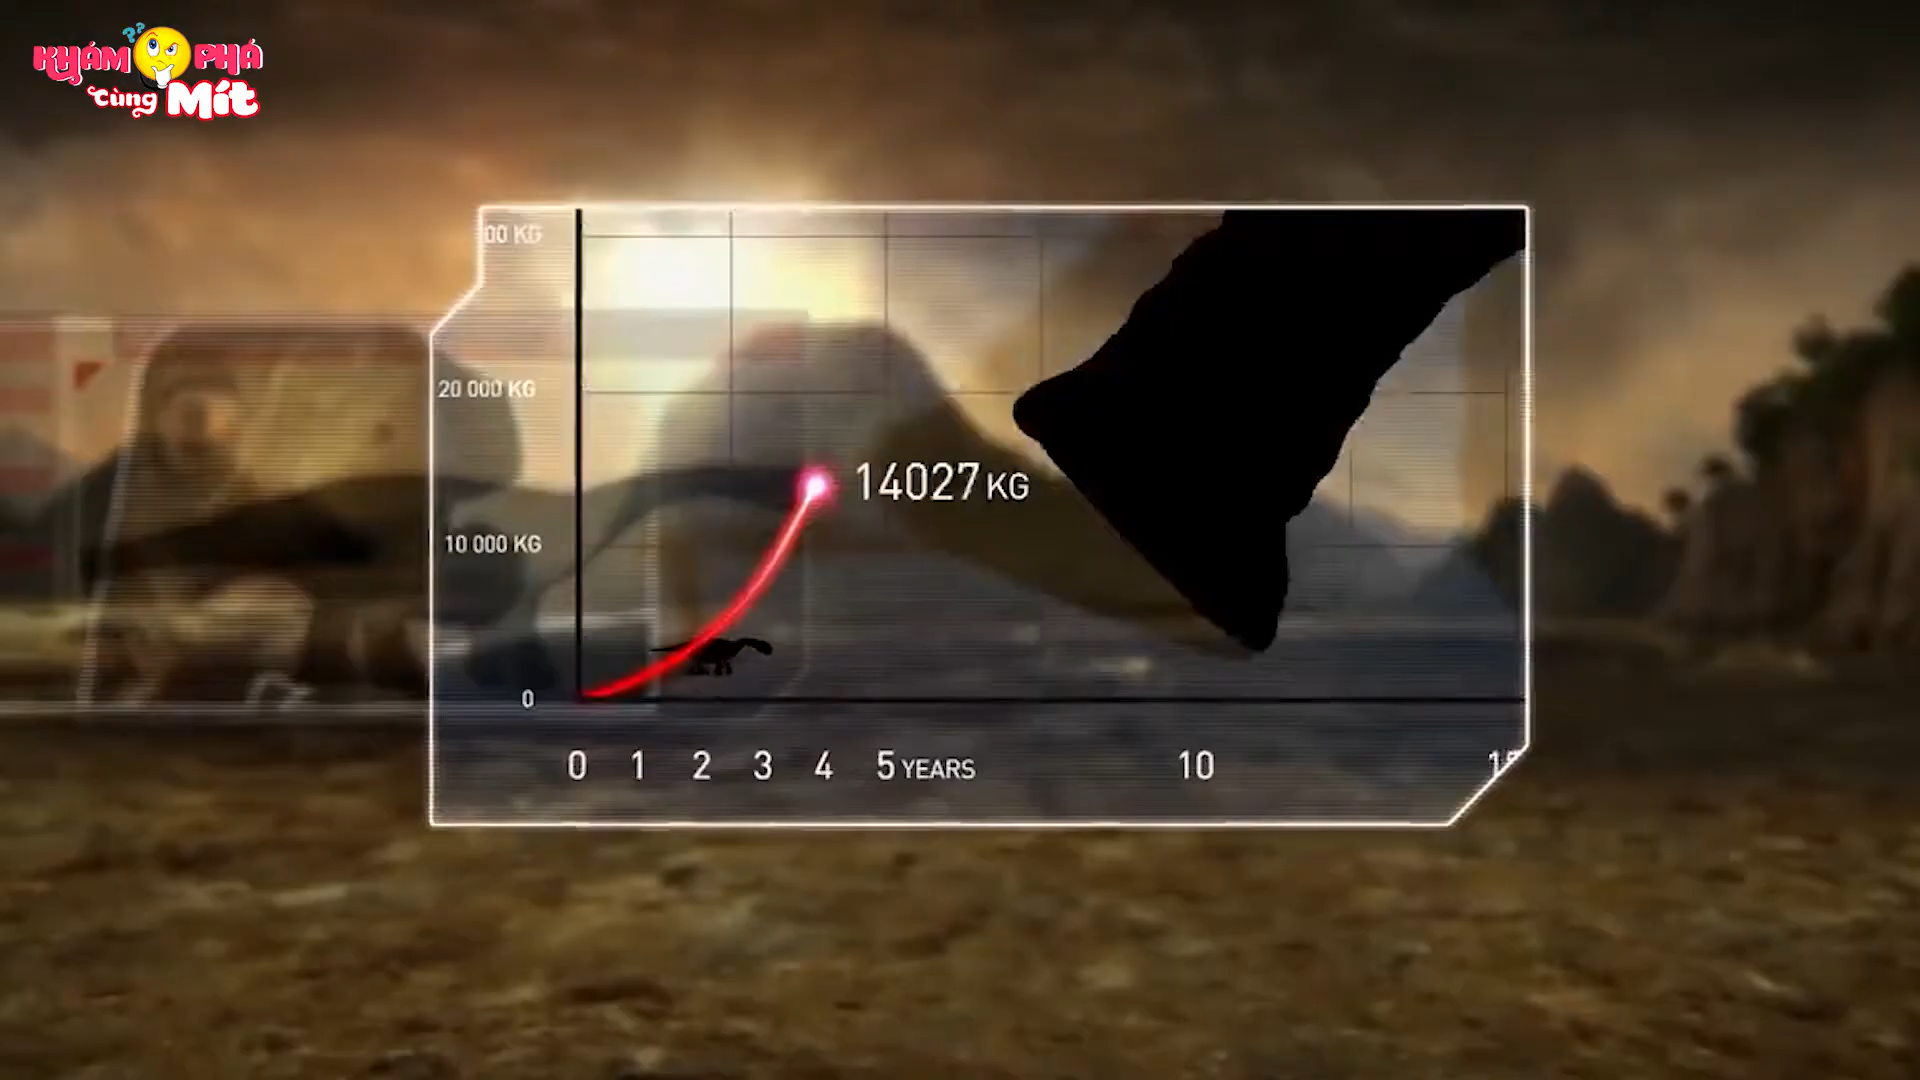 ??
KHÁM PHÁ
cùng Mít
00 KG
20 000 KG
14027 KG
10 000 KG
0
0 1 2 3 4 5 YEARS 10